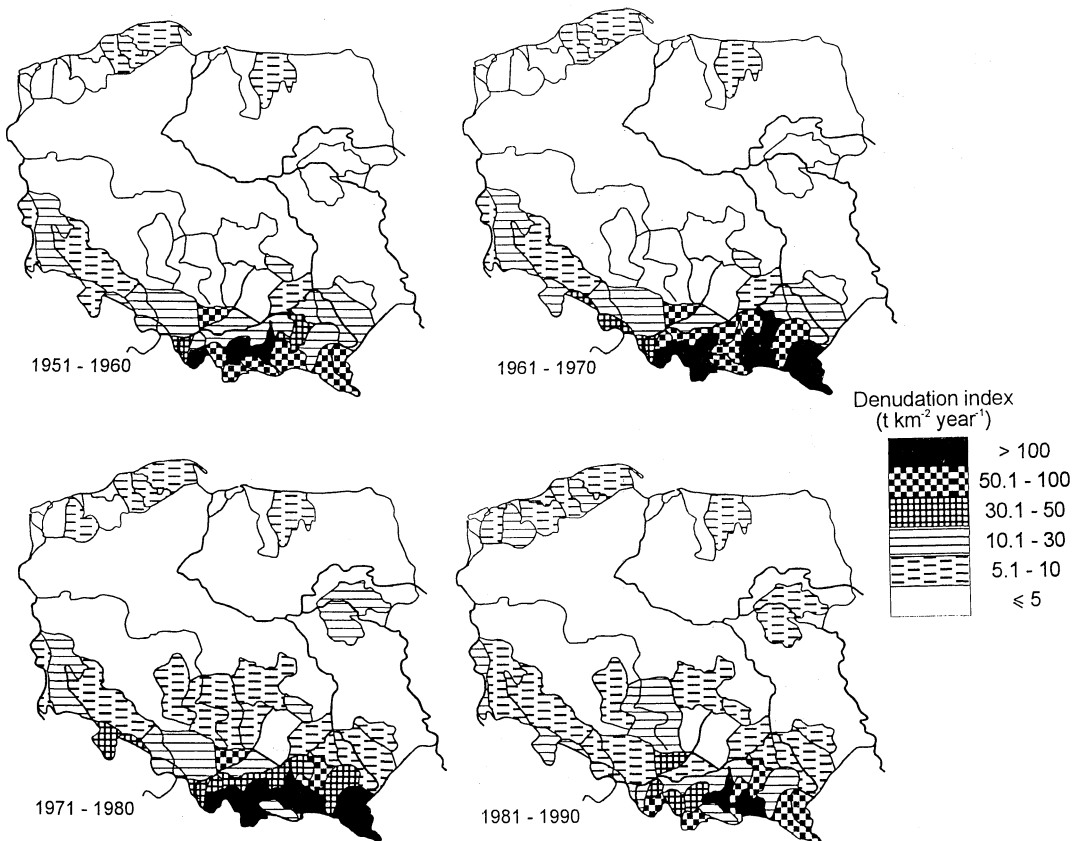 1951 - 1960
1961 - 1970
Denudation index
(t km⁻² year⁻¹)
> 100
50.1 - 100
30.1 - 50
10.1 - 30
5.1 - 10
⩽ 5
1971 - 1980
1981 - 1990